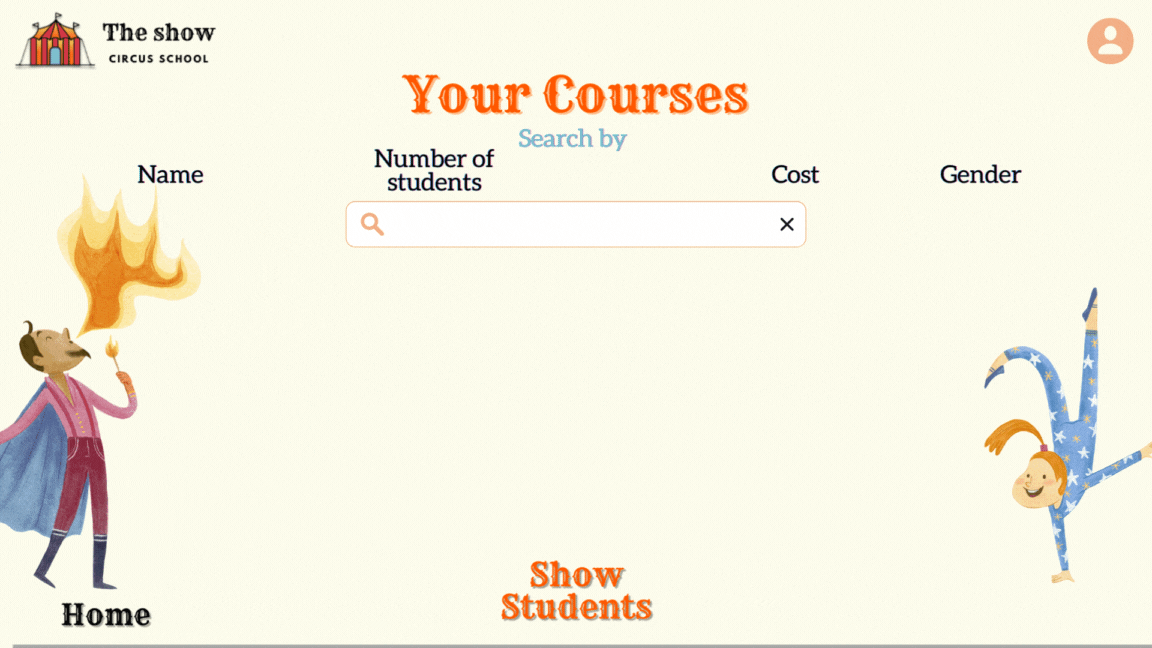 The show
CIRCUS SCHOOL
Your Courses
Search by
Name
Number of
students
Cost
Gender
Show
Students
Home